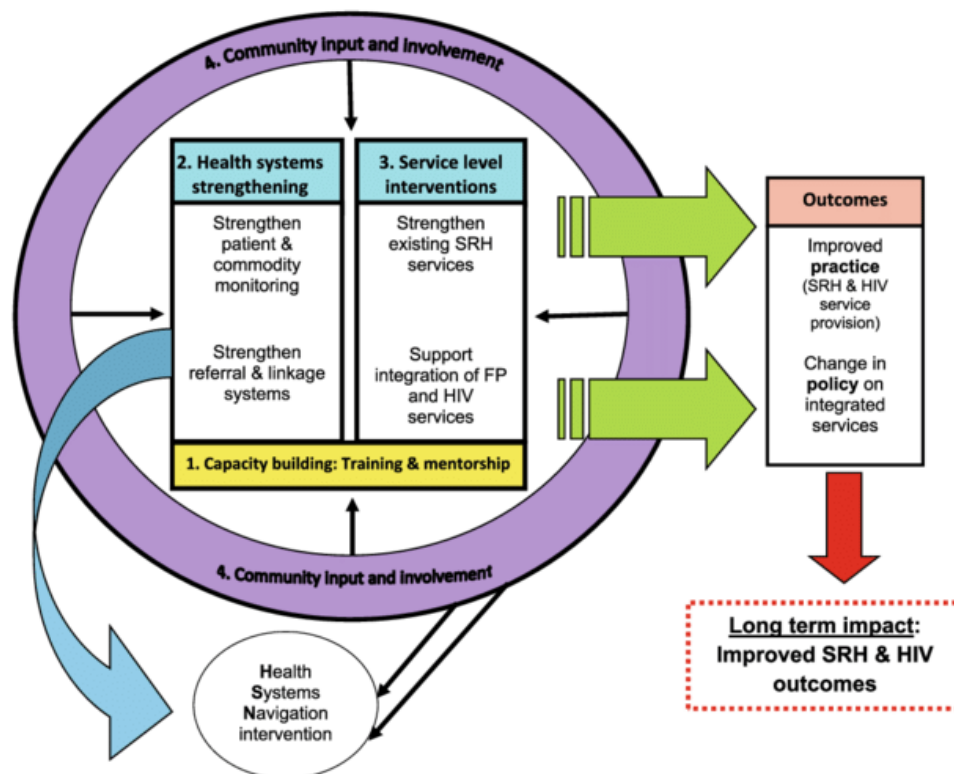 4. Community input and involvement
2. Health systems
strengthening
Strengthen
patient &
commodity
monitoring
Strengthen
referral & linkage
systems
3. Service level
interventions
Strengthen
existing SRH
services
Support
integration of FP
and HIV
services
1. Capacity building: Training & mentorship
4. Community input and involvement
Health
Systems
Navigation
intervention
Outcomes
Improved
practice
(SRH & HIV
service
provision)
Change in
policy on
integrated
services
Long term impact:
Improved SRH & HIV
outcomes